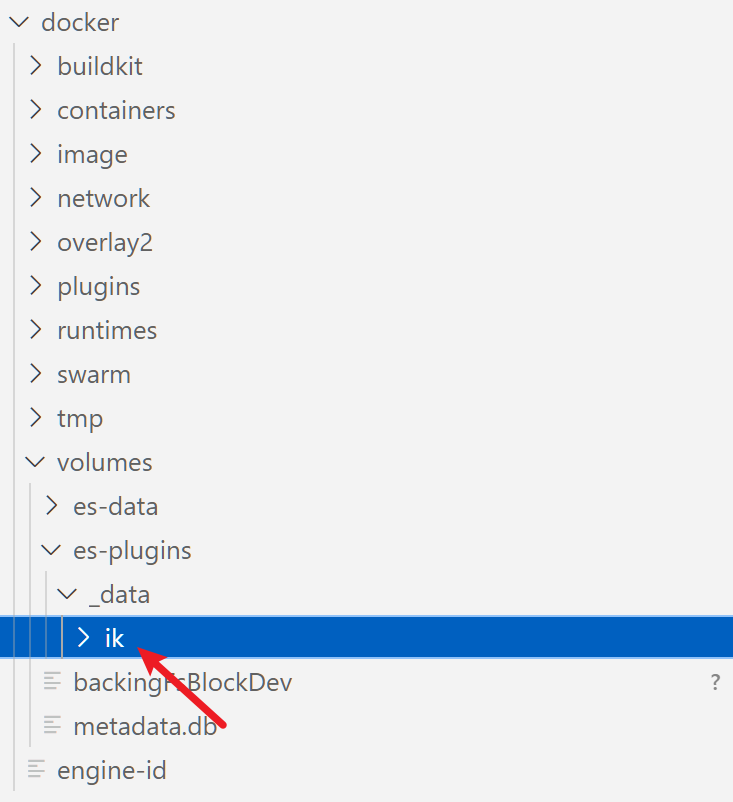 docker
buildkit
containers
image
network
overlay2
plugins
runtimes
swarm
tmp
volumes
es-data
es-plugins
_data
ik
backingFsBlockDev ?
metadata.db
engine-id